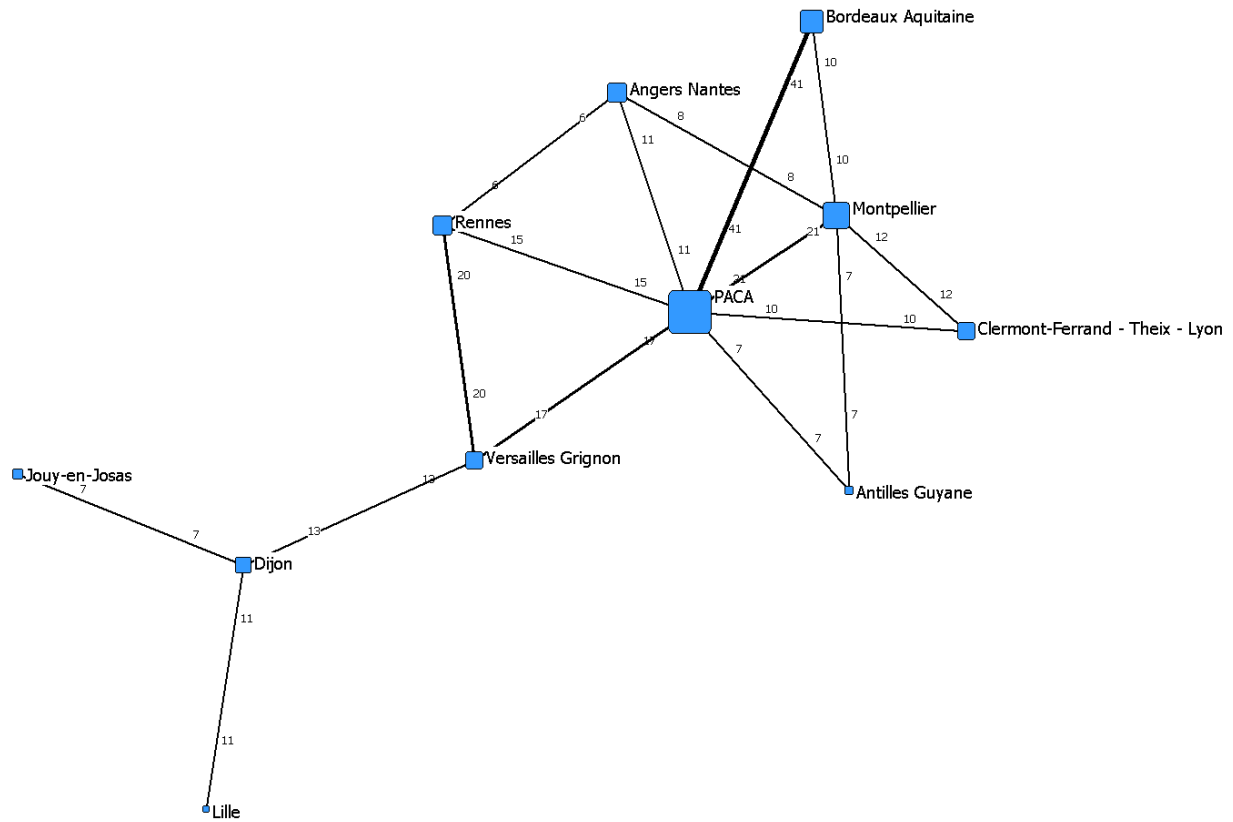 Bordeaux Aquitaine
10
41
Angers Nantes
6
8
11
10
8
6
Montpellier
Rennes
41
21
12
15
11
20
7
21
15
12
PACA
10
10
Clermont-Ferrand - Theix - Lyon
17
7
20
17
7
7
Versailles Grignon
Jouy-en-Josas
13
7
Antilles Guyane
13
7
Dijon
11
11
Lille